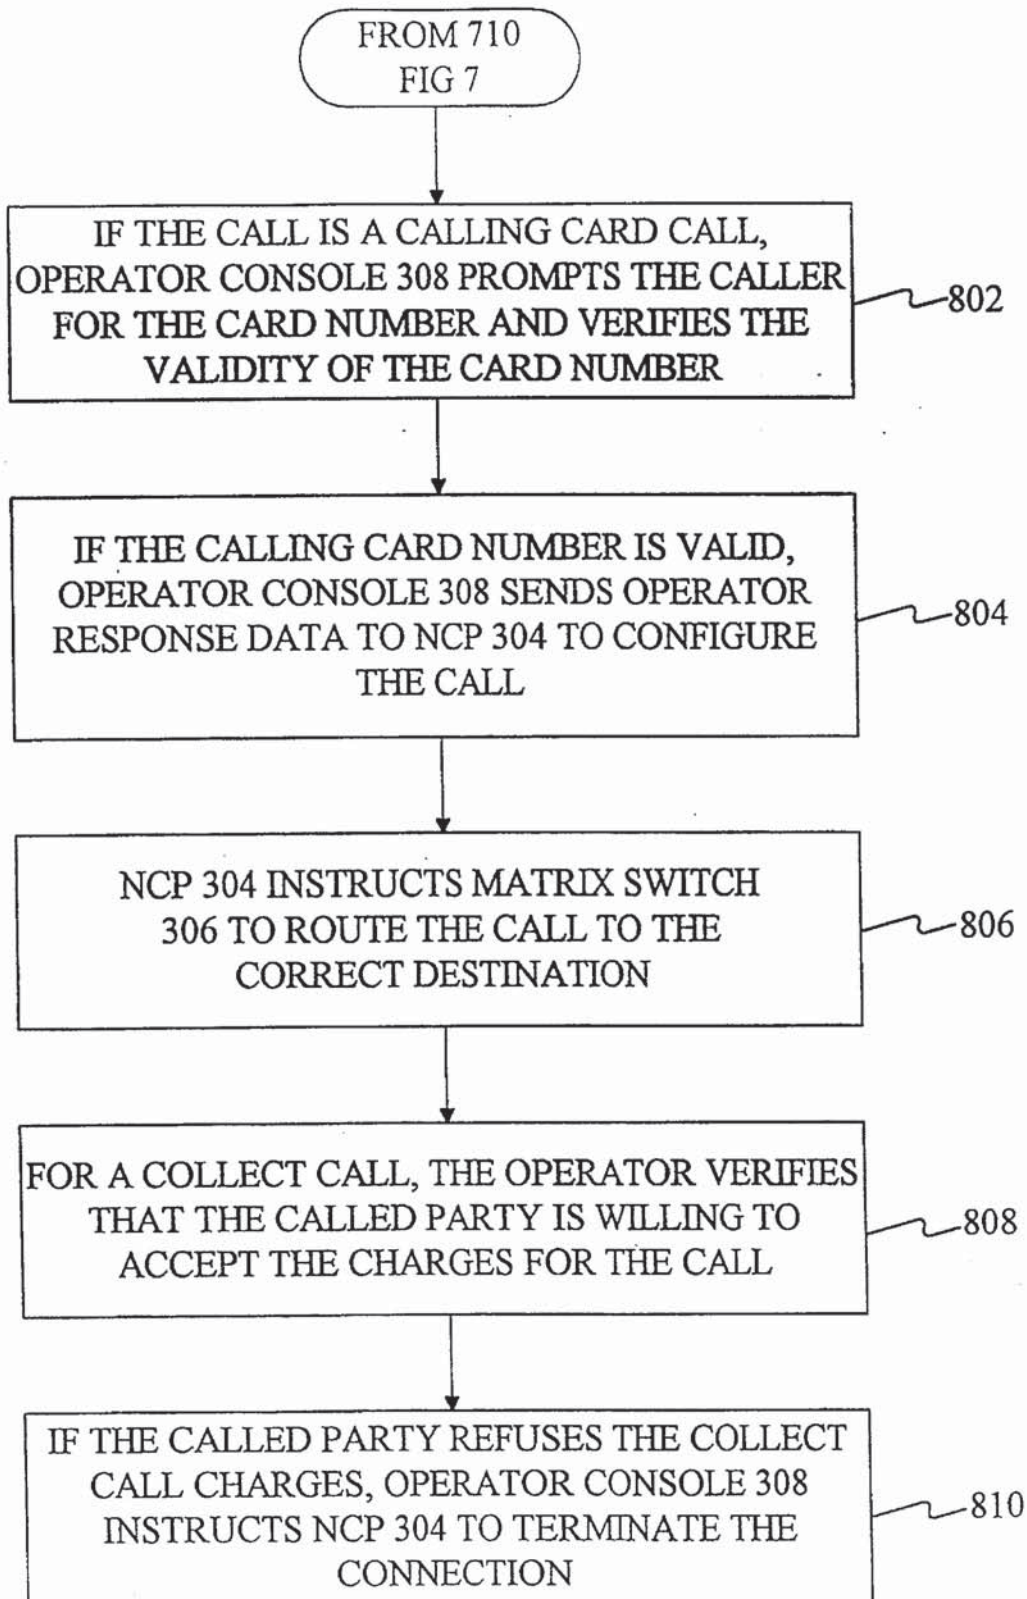 FROM 710
FIG 7
IF THE CALL IS A CALLING CARD CALL,
OPERATOR CONSOLE 308 PROMPTS THE CALLER
FOR THE CARD NUMBER AND VERIFIES THE
VALIDITY OF THE CARD NUMBER
802
IF THE CALLING CARD NUMBER IS VALID,
OPERATOR CONSOLE 308 SENDS OPERATOR
RESPONSE DATA TO NCP 304 TO CONFIGURE
THE CALL
804
NCP 304 INSTRUCTS MATRIX SWITCH
306 TO ROUTE THE CALL TO THE
CORRECT DESTINATION
806
FOR A COLLECT CALL, THE OPERATOR VERIFIES
THAT THE CALLED PARTY IS WILLING TO
ACCEPT THE CHARGES FOR THE CALL
808
IF THE CALLED PARTY REFUSES THE COLLECT
CALL CHARGES, OPERATOR CONSOLE 308
INSTRUCTS NCP 304 TO TERMINATE THE
CONNECTION
810